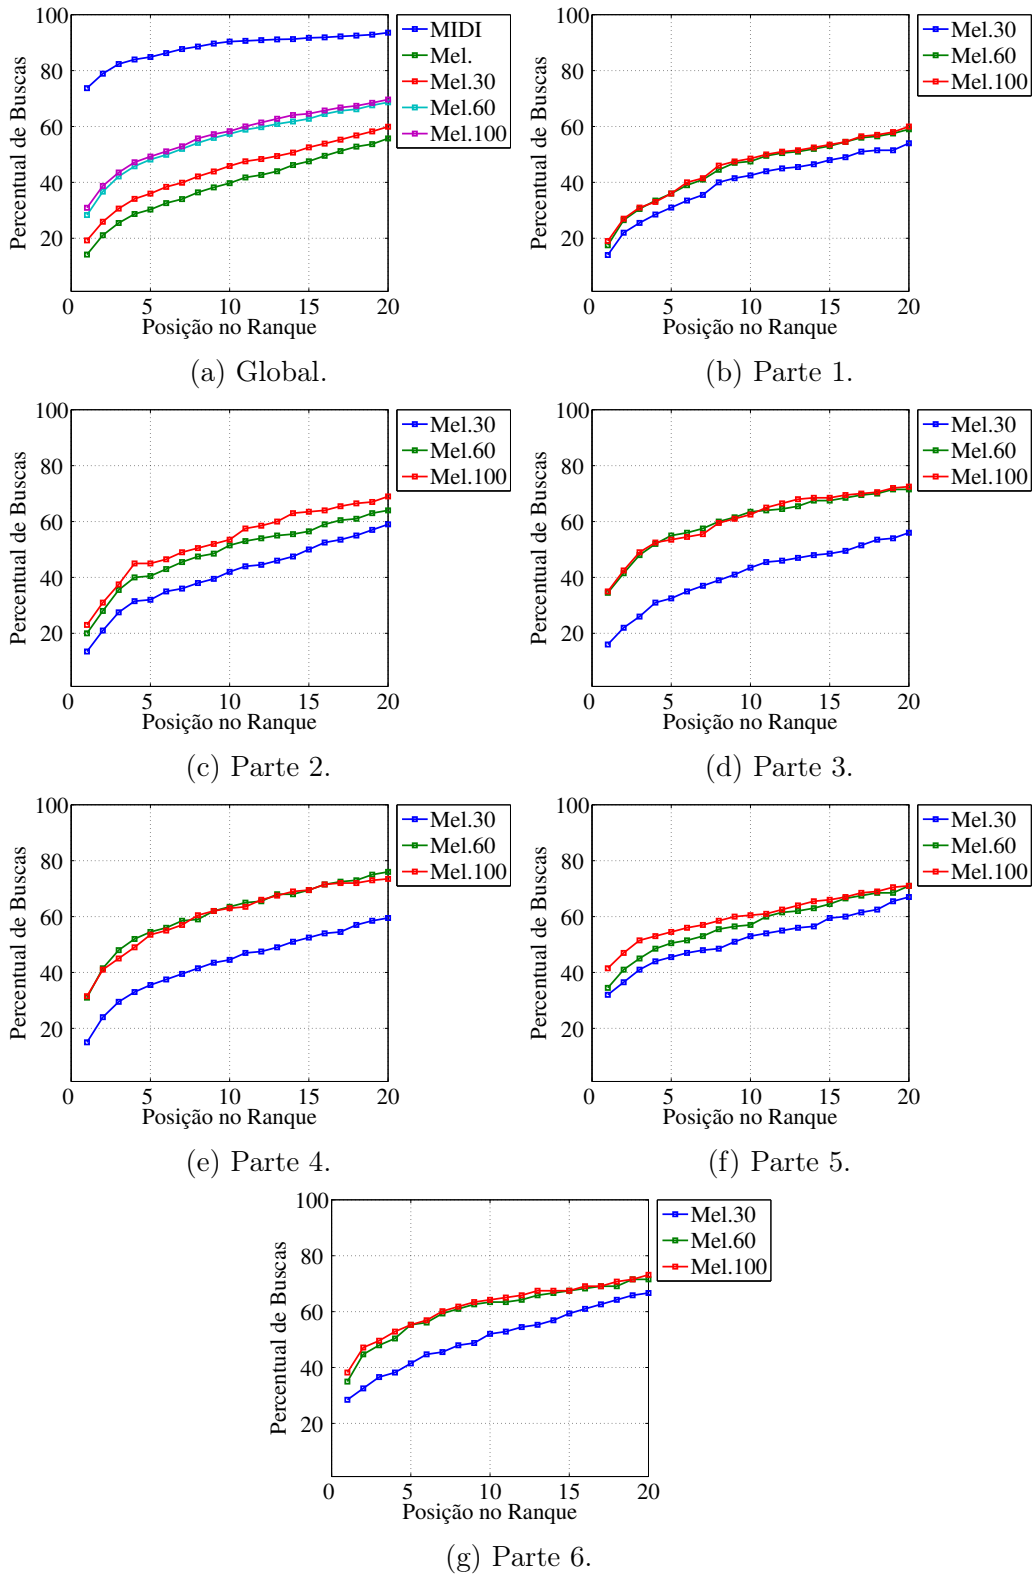 100
80
60
40
20
0
5
10
15
20
Percentual de Buscas
Posição no Ranque
MIDI
Mel.
Mel.30
Mel.60
Mel.100
(a) Global.
100
80
60
40
20
0
5
10
15
20
Percentual de Buscas
Posição no Ranque
Mel.30
Mel.60
Mel.100
(b) Parte 1.
100
80
60
40
20
0
5
10
15
20
Percentual de Buscas
Posição no Ranque
Mel.30
Mel.60
Mel.100
(c) Parte 2.
100
80
60
40
20
0
5
10
15
20
Percentual de Buscas
Posição no Ranque
Mel.30
Mel.60
Mel.100
(d) Parte 3.
100
80
60
40
20
0
5
10
15
20
Percentual de Buscas
Posição no Ranque
Mel.30
Mel.60
Mel.100
(e) Parte 4.
100
80
60
40
20
0
5
10
15
20
Percentual de Buscas
Posição no Ranque
Mel.30
Mel.60
Mel.100
(f) Parte 5.
100
80
60
40
20
0
5
10
15
20
Percentual de Buscas
Posição no Ranque
Mel.30
Mel.60
Mel.100
(g) Parte 6.